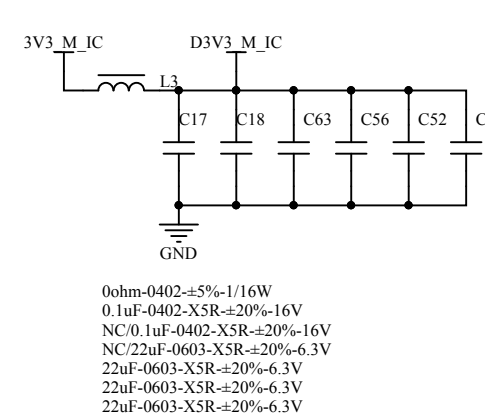 3V3_M_IC D3V3_M_IC
L3
C17 C18 C63 C56 C52 C
GND
0ohm-0402-±5%-1/16W
0.1uF-0402-X5R-±20%-16V
NC/0.1uF-0402-X5R-±20%-16V
NC/22uF-0603-X5R-±20%-6.3V
22uF-0603-X5R-±20%-6.3V
22uF-0603-X5R-±20%-6.3V
22uF-0603-X5R-±20%-6.3V